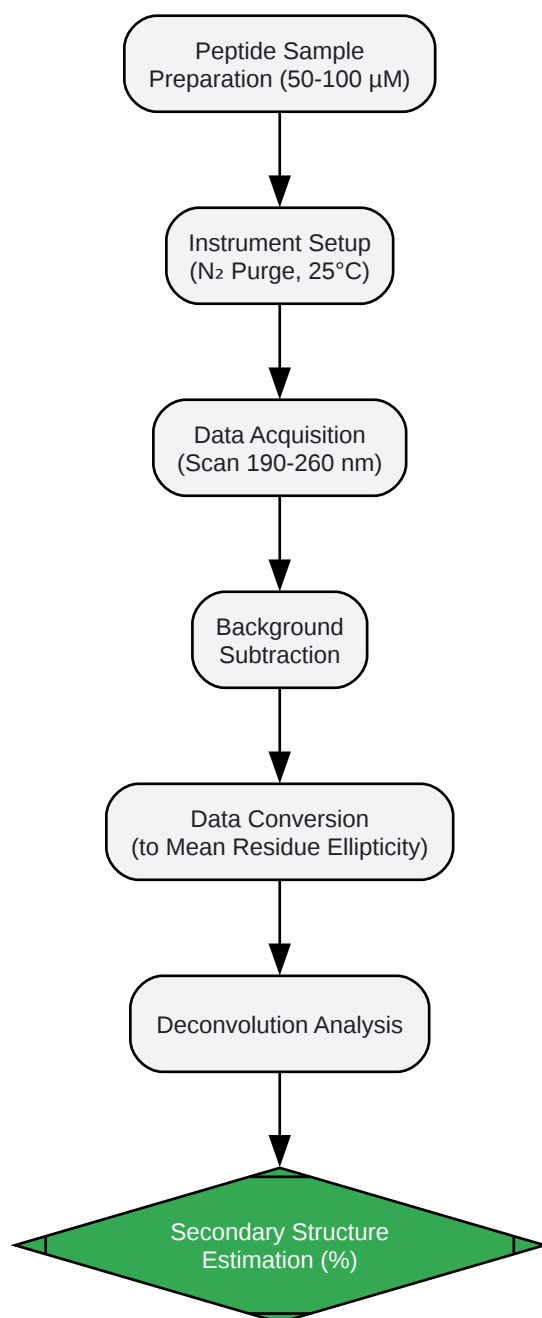 Peptide Sample
Preparation (50-100 µM)
Instrument Setup
(N₂ Purge, 25°C)
Data Acquisition
(Scan 190-260 nm)
Background
Subtraction
Data Conversion
(to Mean Residue Ellipticity)
Deconvolution Analysis
Secondary Structure
Estimation (%)